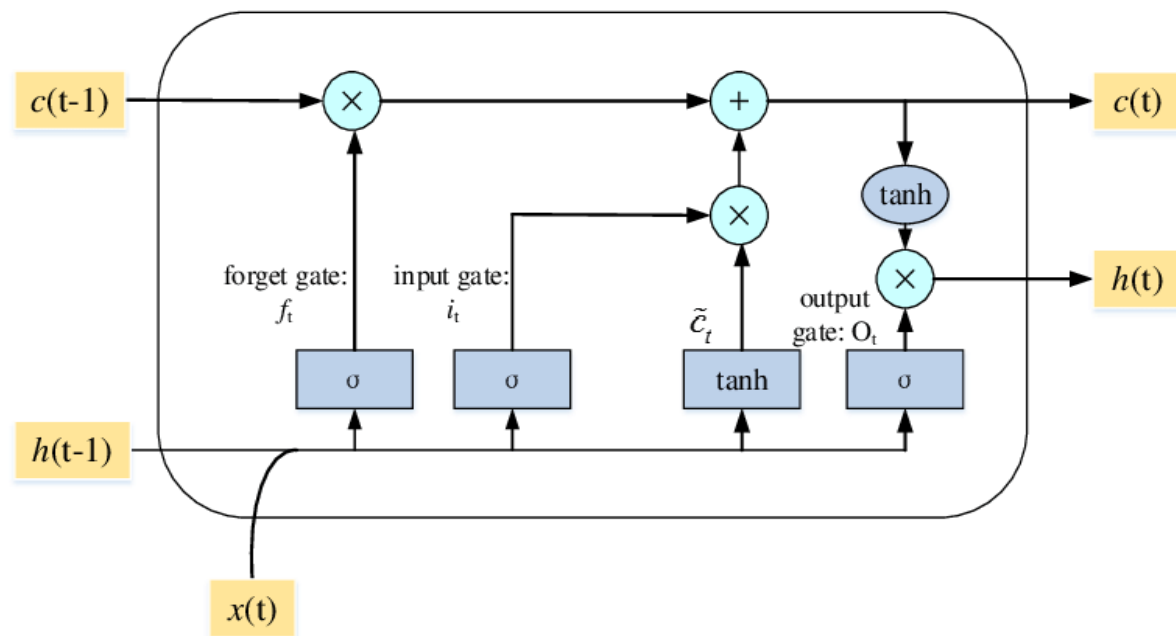 c(t-1)
×
+
c(t)
tanh
×
forget gate:
f_t
input gate:
i_t
×
h(t)
output
gate: O_t
c̃_t
σ
σ
tanh
σ
h(t-1)
x(t)